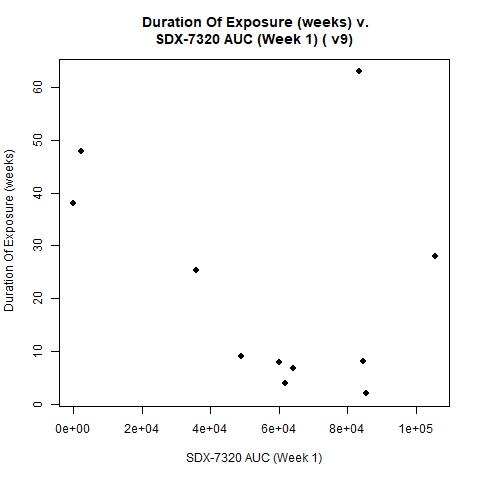 Duration Of Exposure (weeks) v.
SDX-7320 AUC (Week 1) ( v9)
Duration Of Exposure (weeks)
60
50
40
30
20
10
0
0e+00 2e+04 4e+04 6e+04 8e+04 1e+05
SDX-7320 AUC (Week 1)